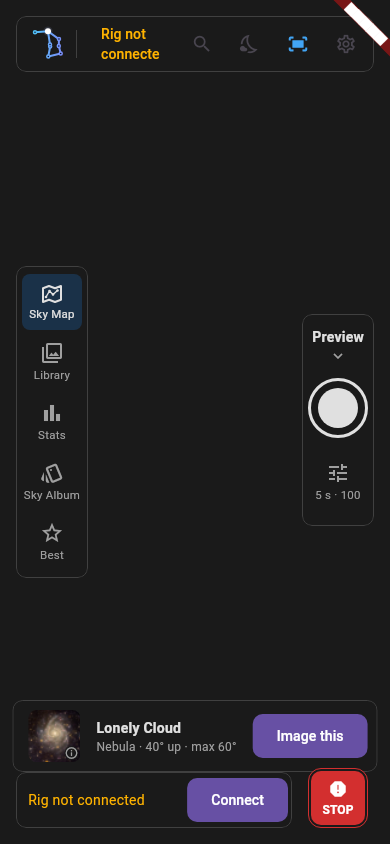 Rig not
connecte
Sky Map
Library
Stats
Sky Album
Best
Preview
5 s · 100
Lonely Cloud
Nebula · 40° up · max 60°
Image this
Rig not connected
Connect
STOP